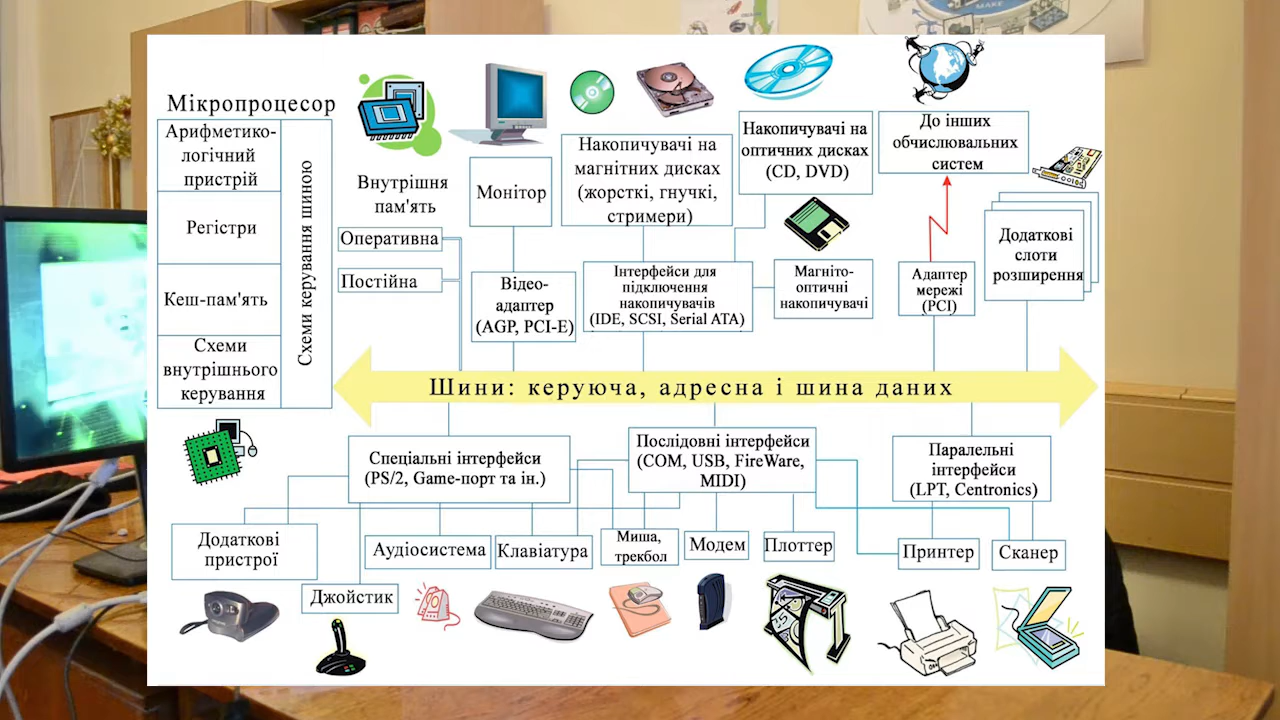 Мікропроцесор
Арифметико-
логічний
пристрій
Регістри
Кеш-пам'ять
Схеми
внутрішнього
керування
Схеми керування шиною
Внутрішня
пам'ять
Оперативна
Постійна
Монітор
Відео-
адаптер
(AGP, PCI-E)
Накопичувачі на
магнітних дисках
(жорсткі, гнучкі,
стримери)
Інтерфейси для
підключення
накопичувачів
(IDE, SCSI, Serial ATA)
Накопичувачі на
оптичних дисках
(CD, DVD)
Магніто-
оптичні
накопичувачі
До інших
обчислювальних
систем
Адаптер
мережі
(PCI)
Додаткові
слоти
розширення
Шини: керуюча, адресна і шина даних
Спеціальні інтерфейси
(PS/2, Game-порт та ін.)
Послідовні інтерфейси
(COM, USB, FireWare,
MIDI)
Паралельні
інтерфейси
(LPT, Centronics)
Додаткові
пристрої
Джойстик
Аудіосистема
Клавіатура
Миша,
трекбол
Модем
Плоттер
Принтер
Сканер
MAKE